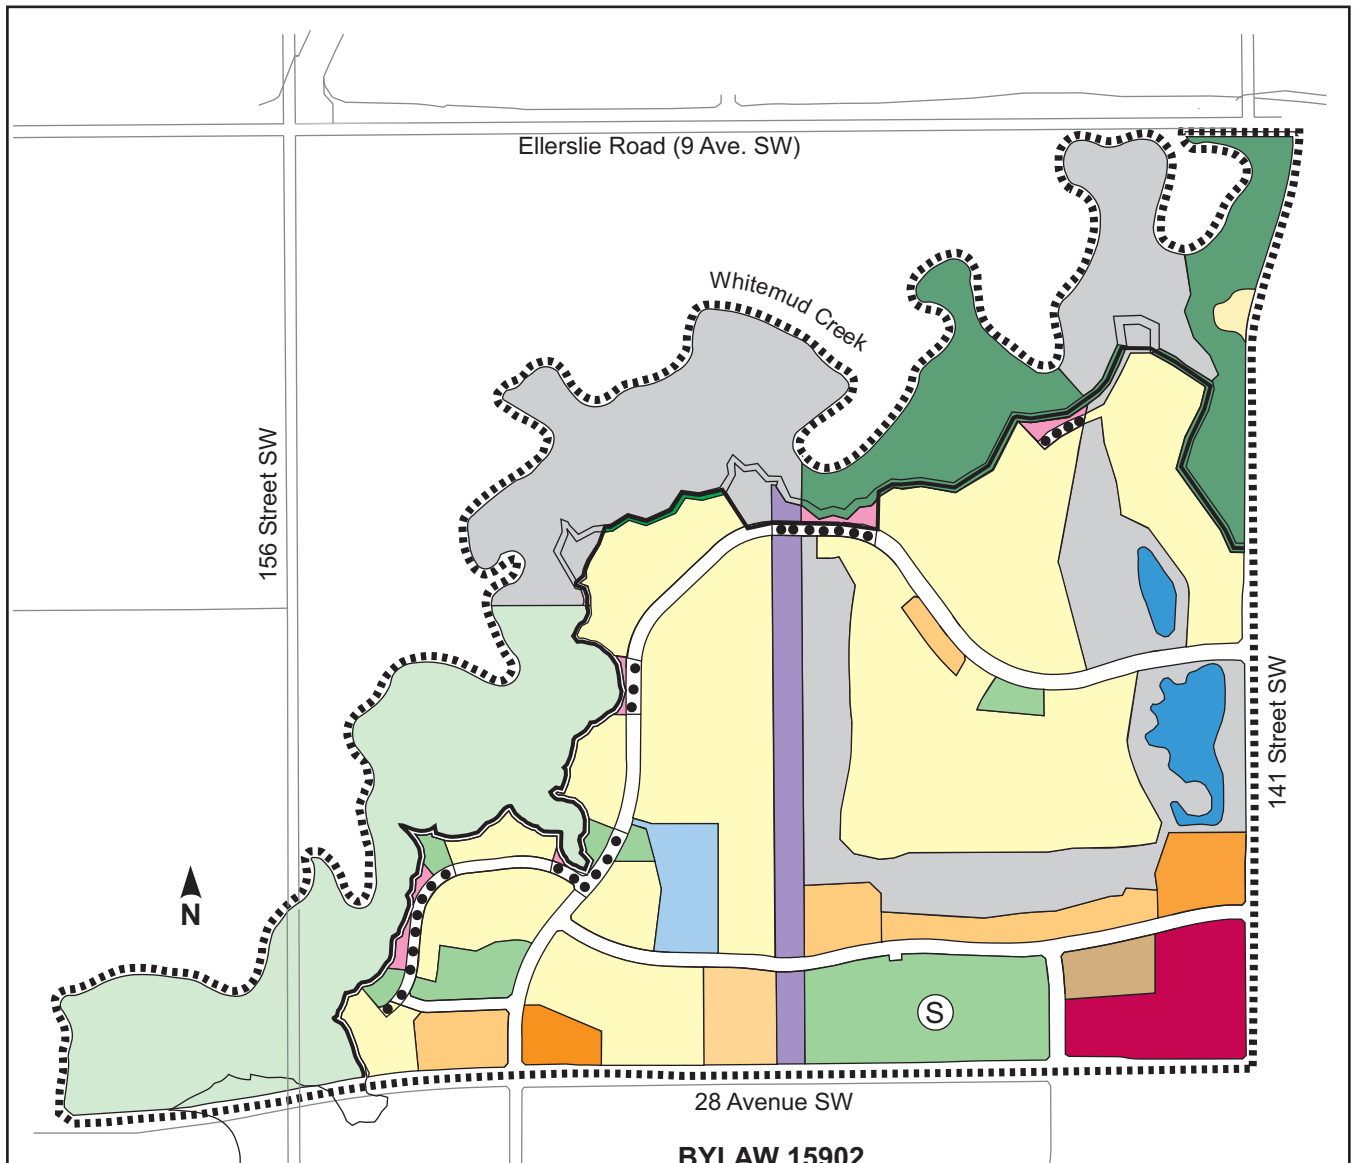 Ellerslie Road (9 Ave. SW)
Whitemud Creek
156 Street SW
141 Street SW
N
S
28 Avenue SW
BYLAW 15902